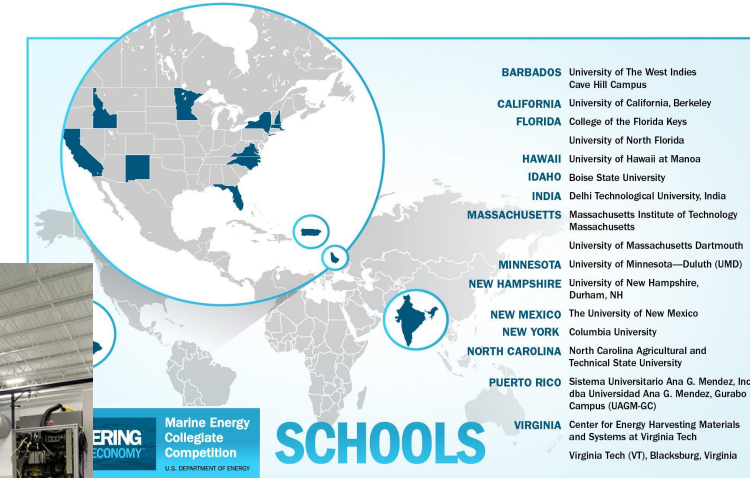 BARBADOS University of The West Indies
Cave Hill Campus
CALIFORNIA University of California, Berkeley
FLORIDA College of the Florida Keys
University of North Florida
HAWAII University of Hawaii at Manoa
IDAHO Boise State University
INDIA Delhi Technological University, India
MASSACHUSETTS Massachusetts Institute of Technology
Massachusetts
University of Massachusetts Dartmouth
MINNESOTA University of Minnesota—Duluth (UMD)
NEW HAMPSHIRE University of New Hampshire,
Durham, NH
NEW MEXICO The University of New Mexico
NEW YORK Columbia University
NORTH CAROLINA North Carolina Agricultural and
Technical State University
PUERTO RICO Sistema Universitario Ana G. Mendez, Inc
dba Universidad Ana G. Mendez, Gurabo
Campus (UAGM-GC)
VIRGINIA Center for Energy Harvesting Materials
and Systems at Virginia Tech
Virginia Tech (VT), Blacksburg, Virginia
ERING
ECONOMY™
Marine Energy
Collegiate
Competition
U.S. DEPARTMENT OF ENERGY
SCHOOLS